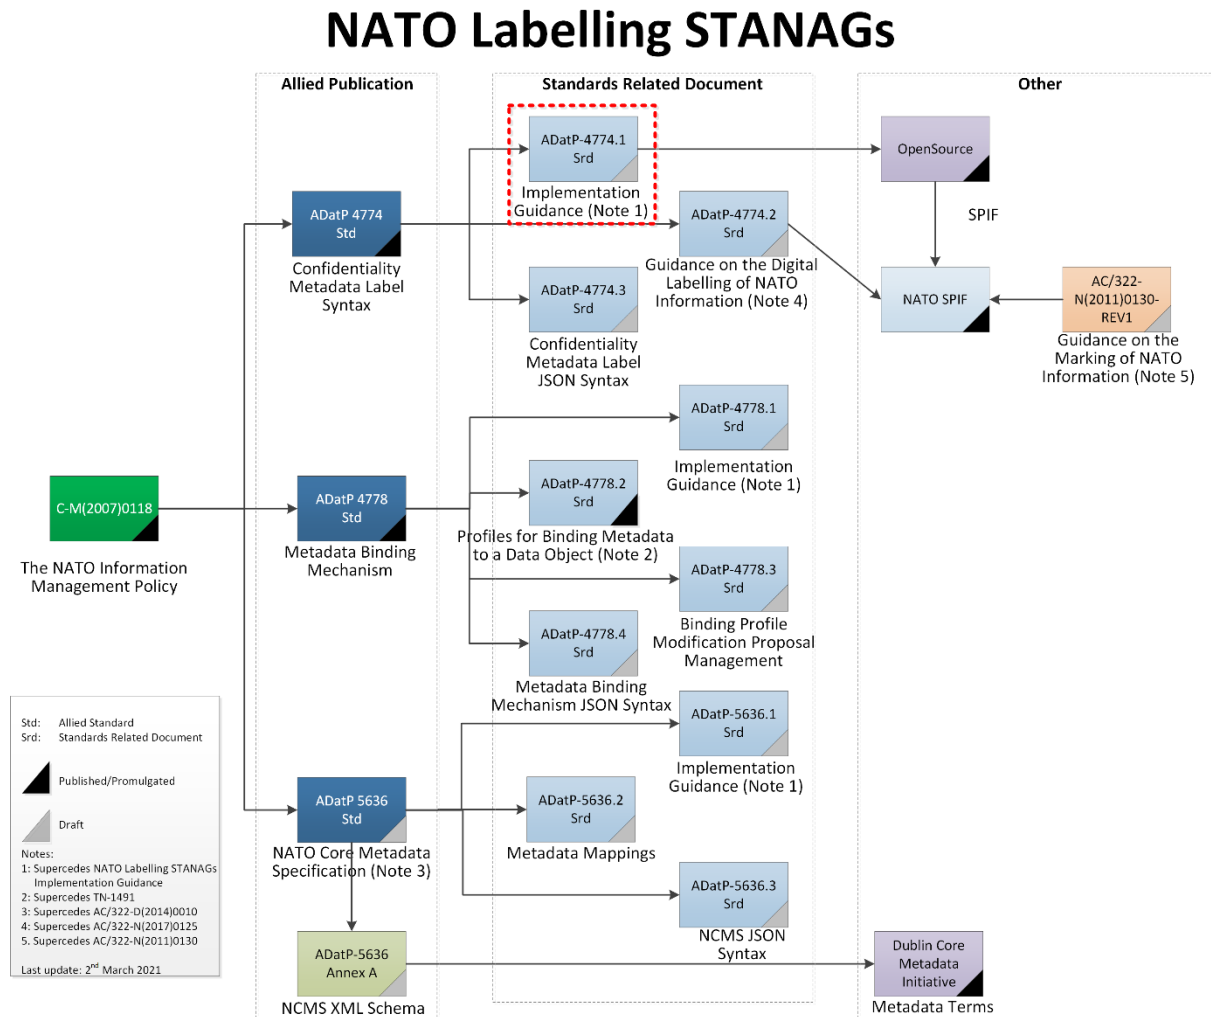 NATO Labelling STANAGs
Allied Publication
Standards Related Document
Other
ADatP-4774.1
Srd
Implementation
Guidance (Note 1)
OpenSource
SPIF
ADatP 4774
Std
Confidentiality
Metadata Label
Syntax
ADatP-4774.2
Srd
Guidance on the Digital
Labelling of NATO
Information (Note 4)
ADatP-4774.3
Srd
Confidentiality
Metadata Label
JSON Syntax
NATO SPIF
AC/322-
N(2011)0130-
REV1
Guidance on the
Marking of NATO
Information (Note 5)
ADatP-4778.1
Srd
Implementation
Guidance (Note 1)
C-M(2007)0118
The NATO Information
Management Policy
ADatP 4778
Std
Metadata Binding
Mechanism
ADatP-4778.2
Srd
Profiles for Binding Metadata
to a Data Object (Note 2)
ADatP-4778.3
Srd
Binding Profile
Modification Proposal
Management
ADatP-4778.4
Srd
Metadata Binding
Mechanism JSON Syntax
ADatP-5636.1
Srd
Implementation
Guidance (Note 1)
ADatP 5636
Std
NATO Core Metadata
Specification (Note 3)
ADatP-5636.2
Srd
Metadata Mappings
ADatP-5636.3
Srd
NCMS JSON
Syntax
ADatP-5636
Annex A
NCMS XML Schema
Dublin Core
Metadata
Initiative
Metadata Terms
Std: Allied Standard
Srd: Standards Related Document
Published/Promulgated
Draft
Notes:
1: Supercedes NATO Labelling STANAGs
Implementation Guidance
2: Supercedes TN-1491
3: Supercedes AC/322-D(2014)0010
4: Supercedes AC/322-N(2017)0125
5. Supercedes AC/322-N(2011)0130
Last update: 2nd March 2021